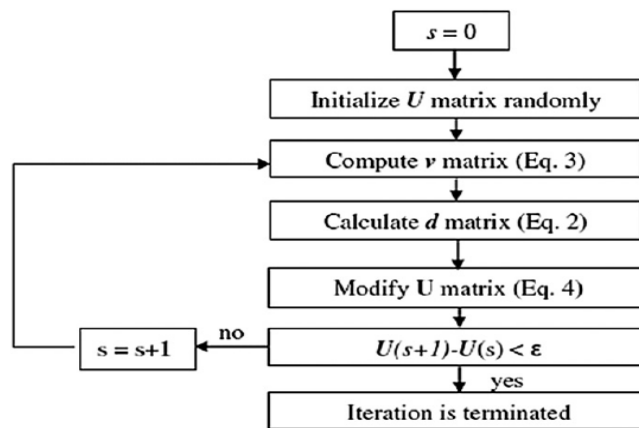 s = 0
Initialize U matrix randomly
Compute v matrix (Eq. 3)
Calculate d matrix (Eq. 2)
Modify U matrix (Eq. 4)
no
s = s+1
U(s+1)-U(s) < ε
yes
Iteration is terminated